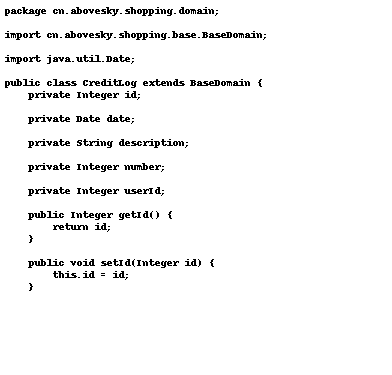 package cn.abovesky.shopping.domain;
import cn.abovesky.shopping.base.BaseDomain;
import java.util.Date;
public class CreditLog extends BaseDomain {
    private Integer id;
    private Date date;
    private String description;
    private Integer number;
    private Integer userId;
    public Integer getId() {
        return id;
    }
    public void setId(Integer id) {
        this.id = id;
    }